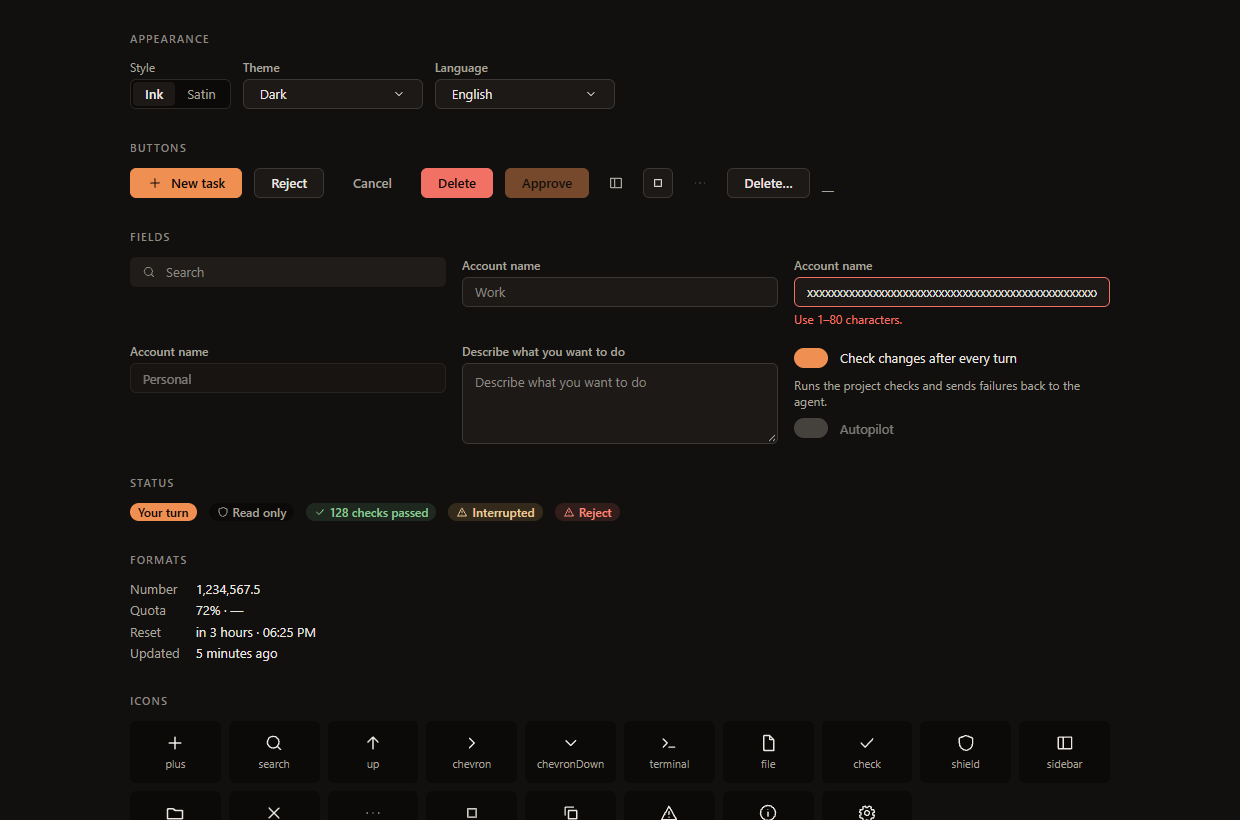 APPEARANCE
Style
Theme
Language
Ink
Satin
Dark
English
BUTTONS
New task
Reject
Cancel
Delete
Approve
Delete...
FIELDS
Search
Account name
Work
Account name
Use 1–80 characters.
Account name
Personal
Describe what you want to do
Describe what you want to do
Check changes after every turn
Runs the project checks and sends failures back to the
agent.
Autopilot
STATUS
Your turn
Read only
128 checks passed
Interrupted
Reject
FORMATS
Number 1,234,567.5
Quota 72% · —
Reset in 3 hours · 06:25 PM
Updated 5 minutes ago
ICONS
plus
search
up
chevron
chevronDown
terminal
file
check
shield
sidebar